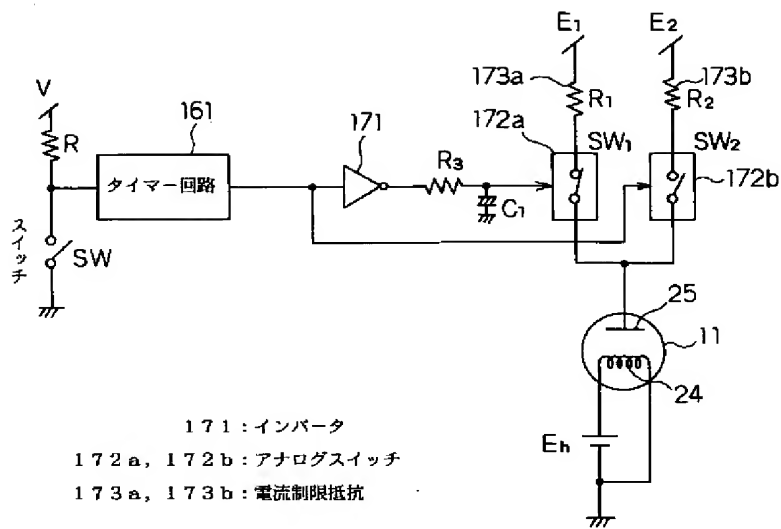 E1
E2
173a
173b
V
161
R1
R2
R
171
172a
SW1
SW2
タイマー回路
R3
172b
C1
スイッチ
SW
25
11
24
Eh
171:インバータ
172a, 172b:アナログスイッチ
173a, 173b:電流制限抵抗